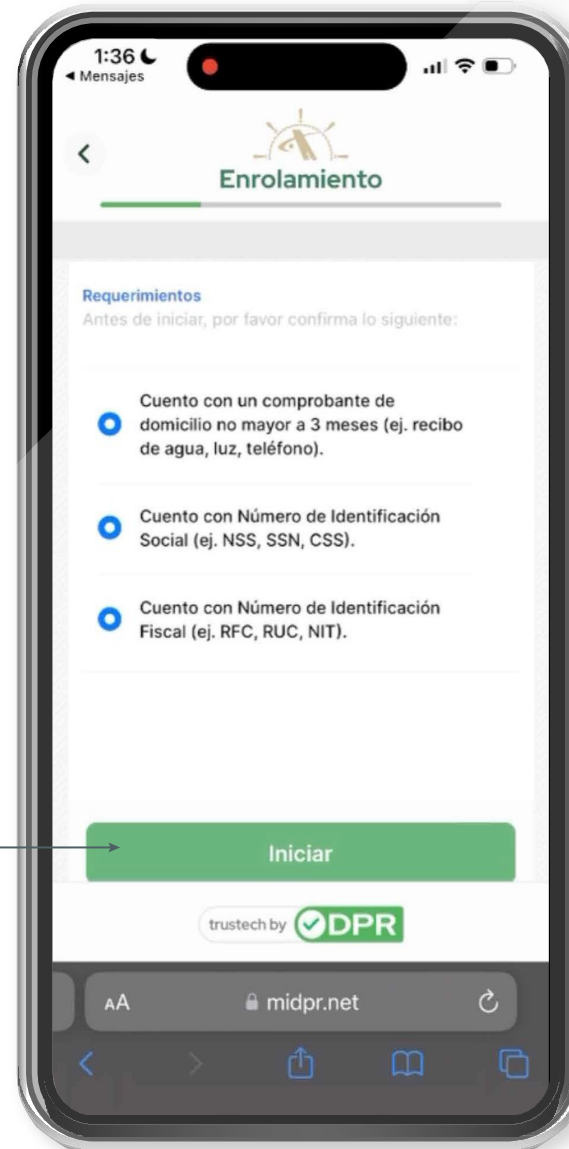 1:36
◄ Mensajes
Enrolamiento
Requerimientos
Antes de iniciar, por favor confirma lo siguiente:
Cuento con un comprobante de
domicilio no mayor a 3 meses (ej. recibo
de agua, luz, teléfono).
Cuento con Número de Identificación
Social (ej. NSS, SSN, CSS).
Cuento con Número de Identificación
Fiscal (ej. RFC, RUC, NIT).
Iniciar
trustech by DPR
AA midpr.net